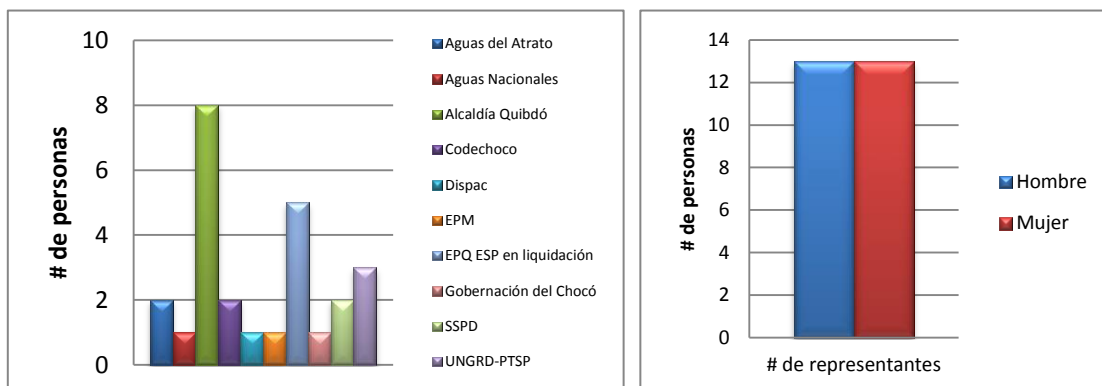 # de personas
10
8
6
4
2
0
Aguas del Atrato
Aguas Nacionales
Alcaldía Quibdó
Codechoco
Dispac
EPM
EPQ ESP en liquidación
Gobernación del Chocó
SSPD
UNGRD-PTSP
# de personas
14
12
10
8
6
4
2
0
# de representantes
Hombre
Mujer